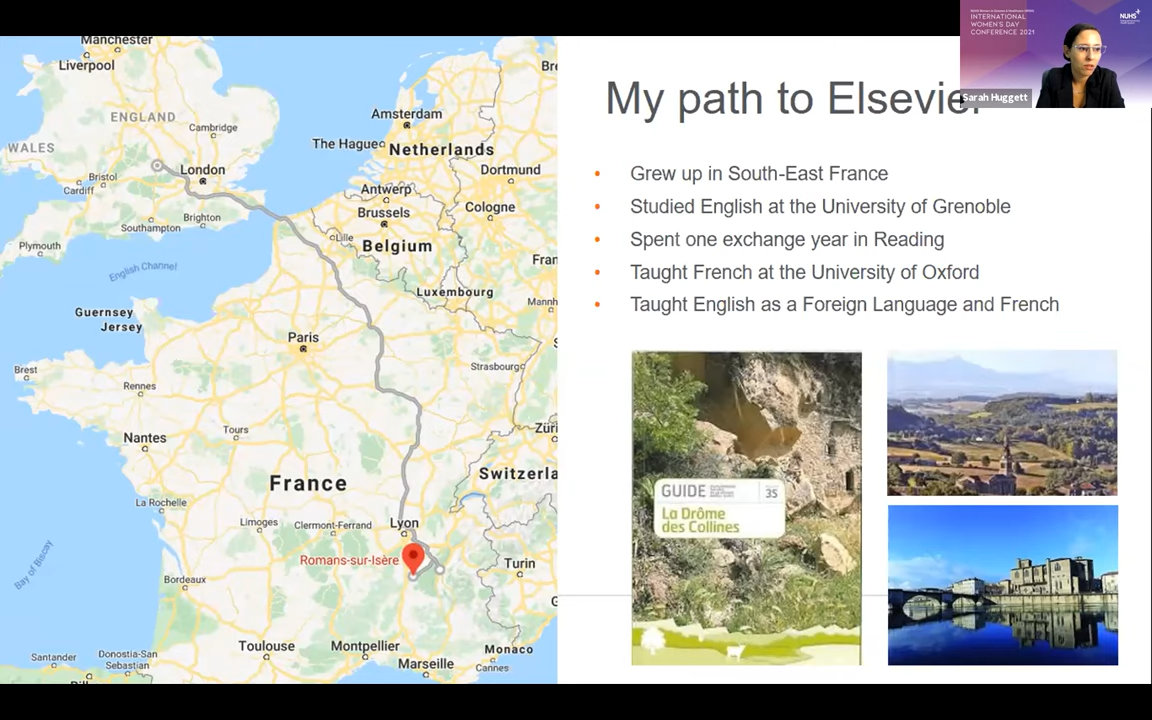 INTERNATIONAL
WOMEN'S DAY
CONFERENCE 2021
NUHS
Sarah Huggett
My path to Elsevier
• Grew up in South-East France
• Studied English at the University of Grenoble
• Spent one exchange year in Reading
• Taught French at the University of Oxford
• Taught English as a Foreign Language and French
GUIDE
35
La Drôme
des Collines
Manchester
Liverpool
ENGLAND
Cambridge
WALES
London
Bristol
Cardiff
Brighton
Southampton
Plymouth
English Channel
Guernsey
Jersey
Amsterdam
The Hague
Netherlands
Dortmund
Antwerp
Cologne
Brussels
Lille
Belgium
Fran
Luxembourg
Mannh
Paris
Strasbourg
Brest
Rennes
Nantes
Tours
Züri
Switzerla
France
La Rochelle
Limoges
Clermont-Ferrand
Lyon
Romans-sur-Isère
Turin
Bay of Biscay
Bordeaux
Toulouse
Montpellier
Monaco
Marseille
Cannes
Santander
Donostia-San
Sebastián